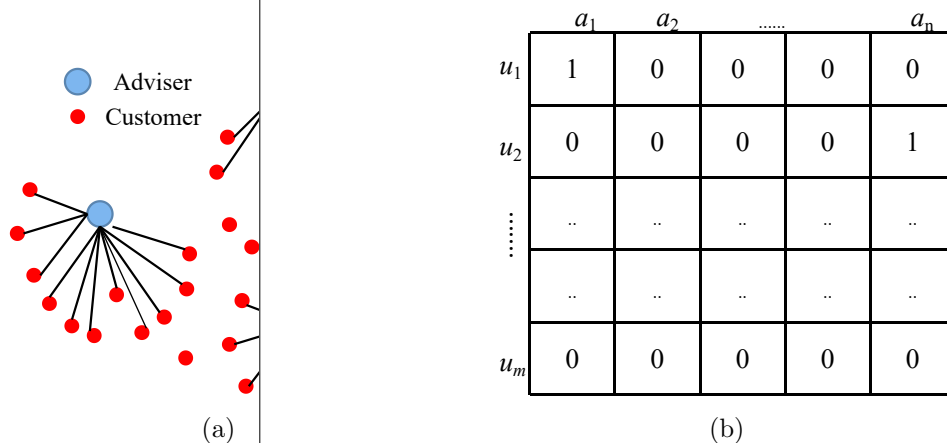 Adviser
Customer
(a)
a1 a2 ...... an
u1 1 0 0 0 0
u2 0 0 0 0 1
...... .. .. .. .. ..
.. .. .. .. ..
um 0 0 0 0 0
(b)